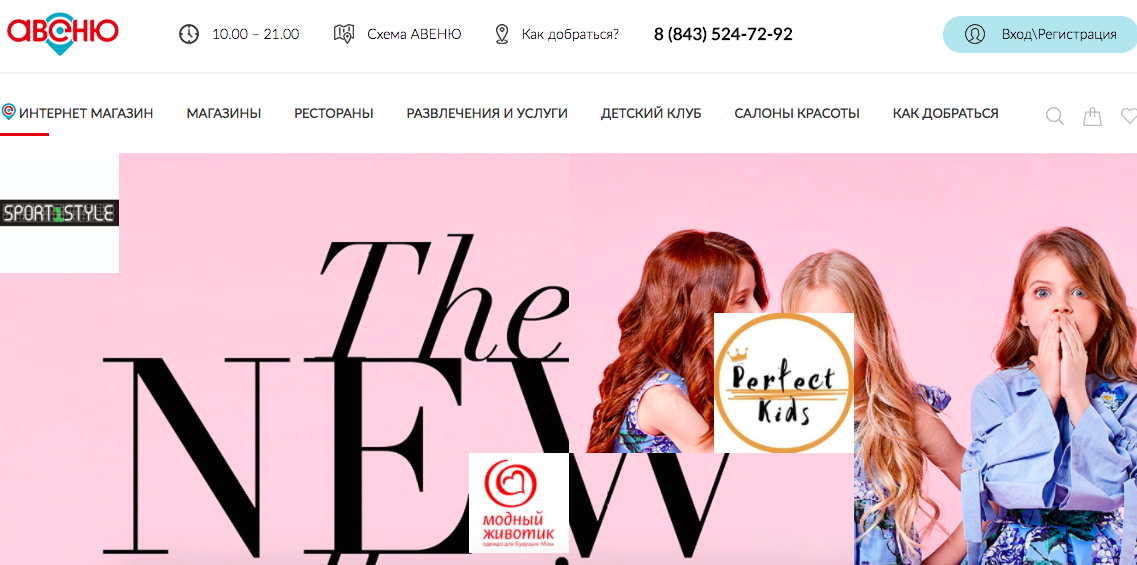 авеню
10.00 – 21.00
Схема АВЕНЮ
Как добраться?
8 (843) 524-72-92
Вход\Регистрация
ИНТЕРНЕТ МАГАЗИН
МАГАЗИНЫ
РЕСТОРАНЫ
РАЗВЛЕЧЕНИЯ И УСЛУГИ
ДЕТСКИЙ КЛУБ
САЛОНЫ КРАСОТЫ
КАК ДОБРАТЬСЯ
SPORT1STYLE
The
NEW
Perfect
Kids
модный
животик
одежда для будущих Мам